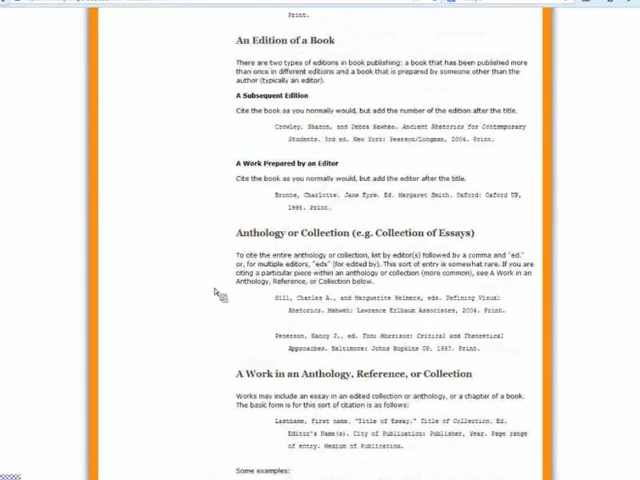 Print.
An Edition of a Book
There are two types of editions in book publishing: a book that has been published more
than once in different editions and a book that is prepared by someone other than the
author (typically an editor).
A Subsequent Edition
Cite the book as you normally would, but add the number of the edition after the title.
Crowley, Sharon, and Debra Hawhee. Ancient Rhetorics for Contemporary
Students. 3rd ed. New York: Pearson/Longman, 2004. Print.
A Work Prepared by an Editor
Cite the book as you normally would, but add the editor after the title.
Bronte, Charlotte. Jane Eyre. Ed. Margaret Smith. Oxford: Oxford UP,
1998. Print.
Anthology or Collection (e.g. Collection of Essays)
To cite the entire anthology or collection, list by editor(s) followed by a comma and "ed."
or, for multiple editors, "eds" (for edited by). This sort of entry is somewhat rare. If you are
citing a particular piece within an anthology or collection (more common), see A Work in an
Anthology, Reference, or Collection below.
Hill, Charles A., and Marguerite Helmers, eds. Defining Visual
Rhetorics. Mahwah: Lawrence Erlbaum Associates, 2004. Print.
Peterson, Nancy J., ed. Toni Morrison: Critical and Theoretical
Approaches. Baltimore: Johns Hopkins UP, 1997. Print.
A Work in an Anthology, Reference, or Collection
Works may include an essay in an edited collection or anthology, or a chapter of a book.
The basic form is for this sort of citation is as follows:
Lastname, First name. "Title of Essay." Title of Collection. Ed.
Editor's Name(s). City of Publication: Publisher, Year. Page range
of entry. Medium of Publication.
Some examples: